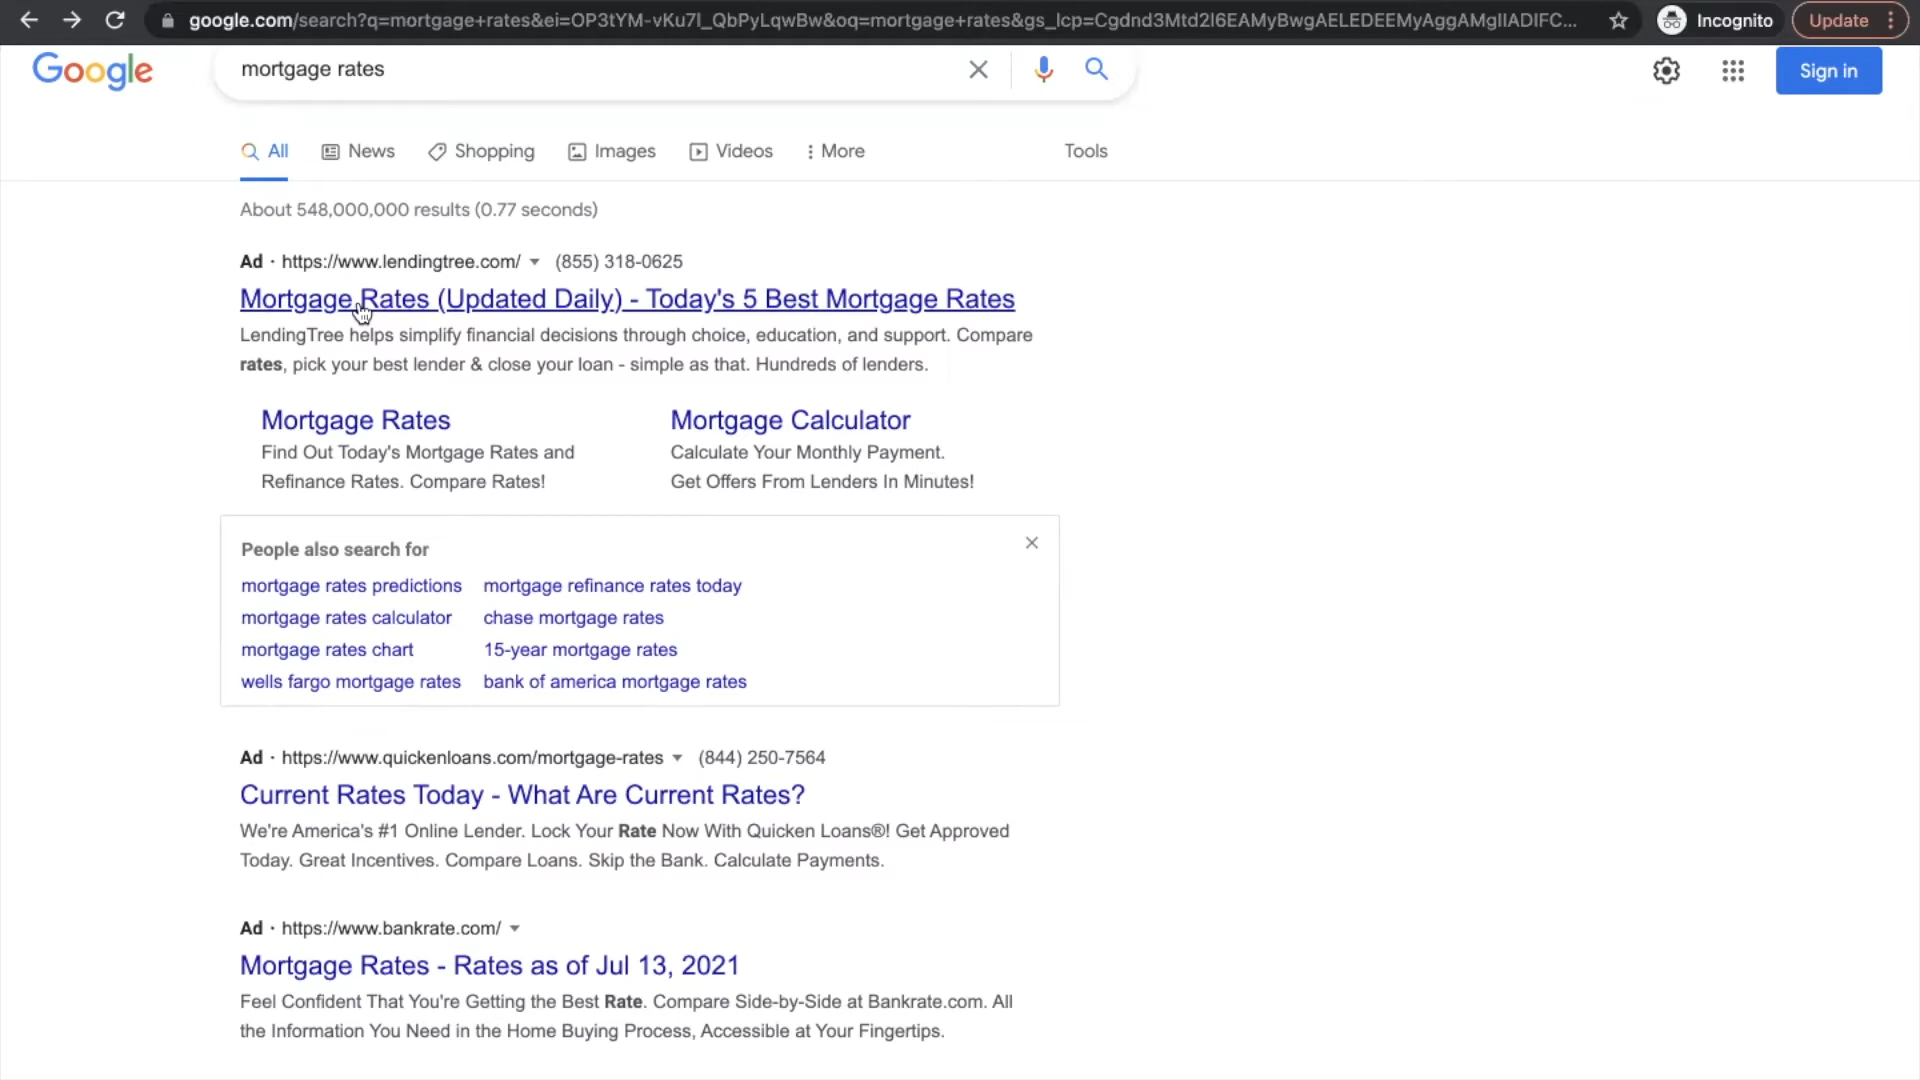 google.com/search?q=mortgage+rates&ei=OP3tYM-vKu7l_QbPyLqwBw&oq=mortgage+rates&gs_lcp=Cgdnd3Mtd2l6EAMyBwgAELEDEEMyAggAMgIIADIFC...
Incognito
Update
Google
mortgage rates
Sign in
All
News
Shopping
Images
Videos
More
Tools
About 548,000,000 results (0.77 seconds)
Ad · https://www.lendingtree.com/ (855) 318-0625
Mortgage Rates (Updated Daily) - Today's 5 Best Mortgage Rates
LendingTree helps simplify financial decisions through choice, education, and support. Compare
rates, pick your best lender & close your loan - simple as that. Hundreds of lenders.
Mortgage Rates
Find Out Today's Mortgage Rates and
Refinance Rates. Compare Rates!
Mortgage Calculator
Calculate Your Monthly Payment.
Get Offers From Lenders In Minutes!
People also search for
mortgage rates predictions
mortgage refinance rates today
mortgage rates calculator
chase mortgage rates
mortgage rates chart
15-year mortgage rates
wells fargo mortgage rates
bank of america mortgage rates
Ad · https://www.quickenloans.com/mortgage-rates (844) 250-7564
Current Rates Today - What Are Current Rates?
We're America's #1 Online Lender. Lock Your Rate Now With Quicken Loans®! Get Approved
Today. Great Incentives. Compare Loans. Skip the Bank. Calculate Payments.
Ad · https://www.bankrate.com/
Mortgage Rates - Rates as of Jul 13, 2021
Feel Confident That You're Getting the Best Rate. Compare Side-by-Side at Bankrate.com. All
the Information You Need in the Home Buying Process, Accessible at Your Fingertips.